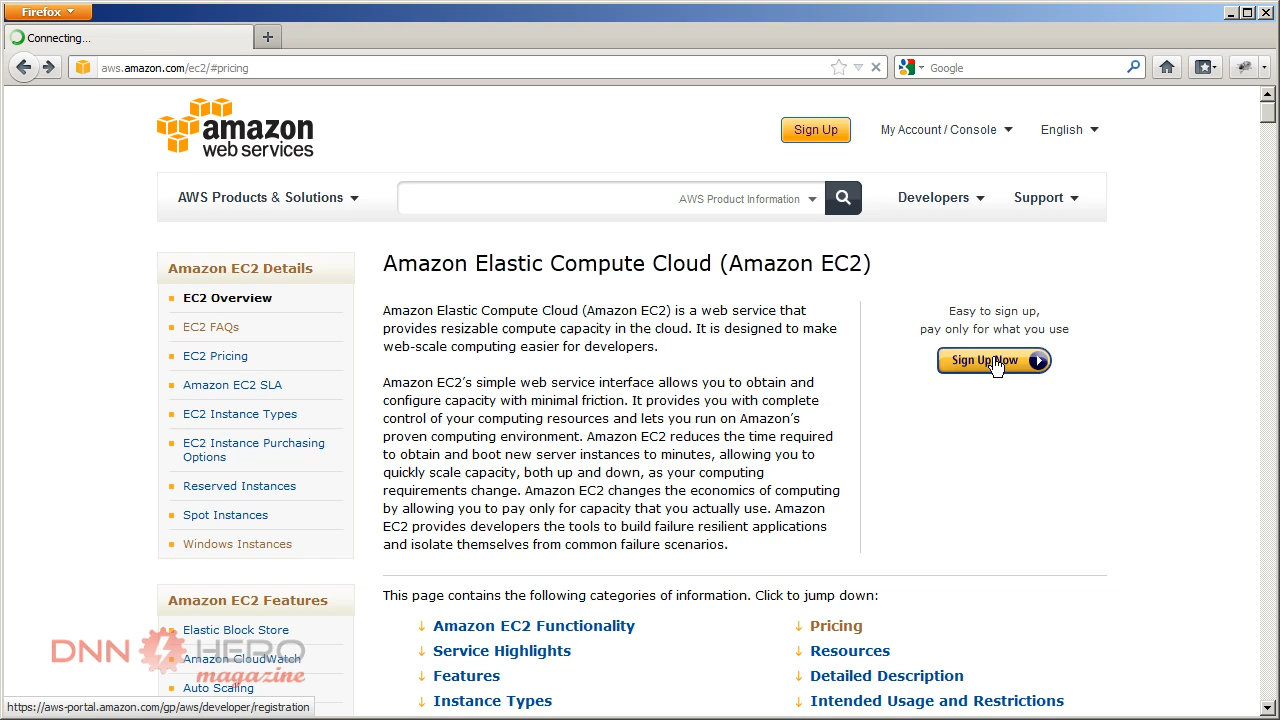 Firefox
Connecting...
aws.amazon.com/ec2/#pricing
Google
amazon
web services
Sign Up
My Account / Console
English
AWS Products & Solutions
AWS Product Information
Developers
Support
Amazon EC2 Details
EC2 Overview
EC2 FAQs
EC2 Pricing
Amazon EC2 SLA
EC2 Instance Types
EC2 Instance Purchasing
Options
Reserved Instances
Spot Instances
Windows Instances
Amazon EC2 Features
Elastic Block Store
Amazon CloudWatch
Auto Scaling
Amazon Elastic Compute Cloud (Amazon EC2)
Amazon Elastic Compute Cloud (Amazon EC2) is a web service that
provides resizable compute capacity in the cloud. It is designed to make
web-scale computing easier for developers.
Amazon EC2's simple web service interface allows you to obtain and
configure capacity with minimal friction. It provides you with complete
control of your computing resources and lets you run on Amazon's
proven computing environment. Amazon EC2 reduces the time required
to obtain and boot new server instances to minutes, allowing you to
quickly scale capacity, both up and down, as your computing
requirements change. Amazon EC2 changes the economics of computing
by allowing you to pay only for capacity that you actually use. Amazon
EC2 provides developers the tools to build failure resilient applications
and isolate themselves from common failure scenarios.
Easy to sign up,
pay only for what you use
Sign Up Now
This page contains the following categories of information. Click to jump down:
Amazon EC2 Functionality
Service Highlights
Features
Instance Types
Pricing
Resources
Detailed Description
Intended Usage and Restrictions
DNN HERO
magazine
https://aws-portal.amazon.com/gp/aws/developer/registration